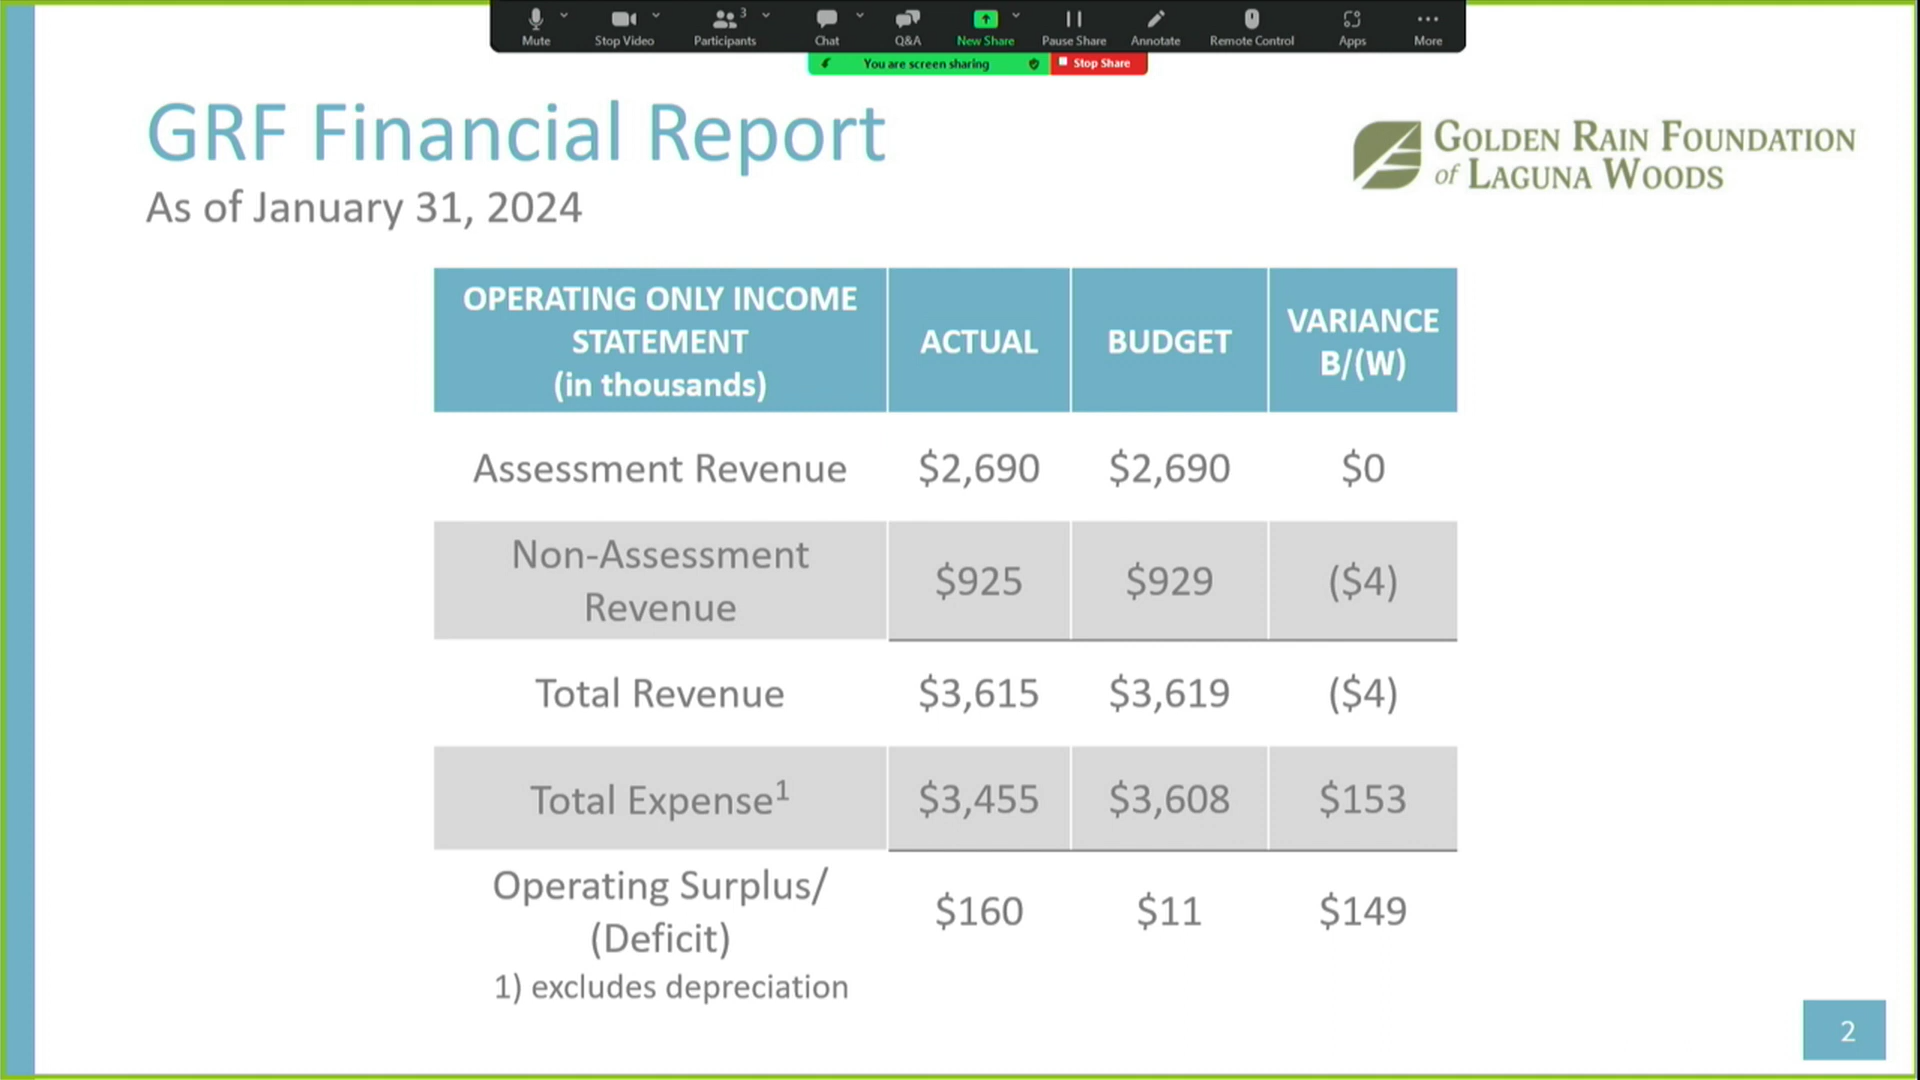 Mute
Stop Video
Participants
3
Chat
Q&A
New Share
Pause Share
Annotate
Remote Control
Apps
More
You are screen sharing
Stop Share
GRF Financial Report
As of January 31, 2024
GOLDEN RAIN FOUNDATION
of LAGUNA WOODS
OPERATING ONLY INCOME
STATEMENT
(in thousands)
ACTUAL
BUDGET
VARIANCE
B/(W)
Assessment Revenue $2,690 $2,690 $0
Non-Assessment
Revenue
$925 $929 ($4)
Total Revenue $3,615 $3,619 ($4)
Total Expense¹ $3,455 $3,608 $153
Operating Surplus/
(Deficit)
$160 $11 $149
1) excludes depreciation
2